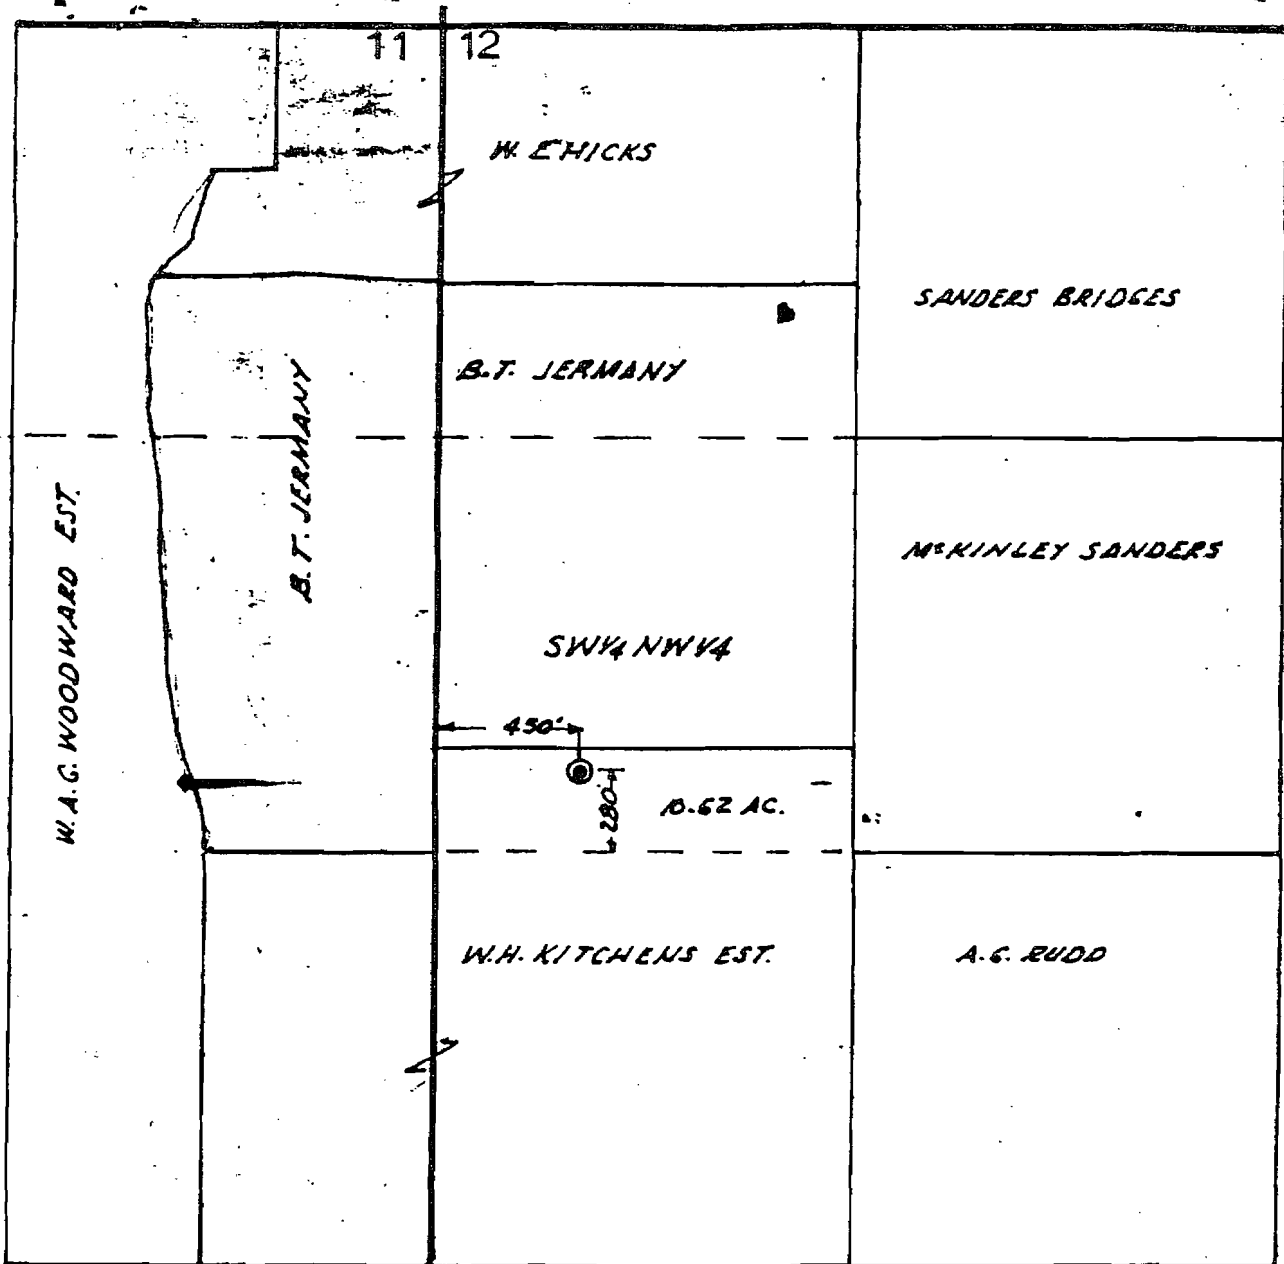 11 12
W. E HICKS
SANDERS BRIDGES
B.T. JERMANY
B. T. JERMANY
W. A. G. WOODWARD EST.
McKINLEY SANDERS
SW1/4 NW1/4
450'
280'
10.62 AC.
W.H. KITCHENS EST.
A.G. RUDD